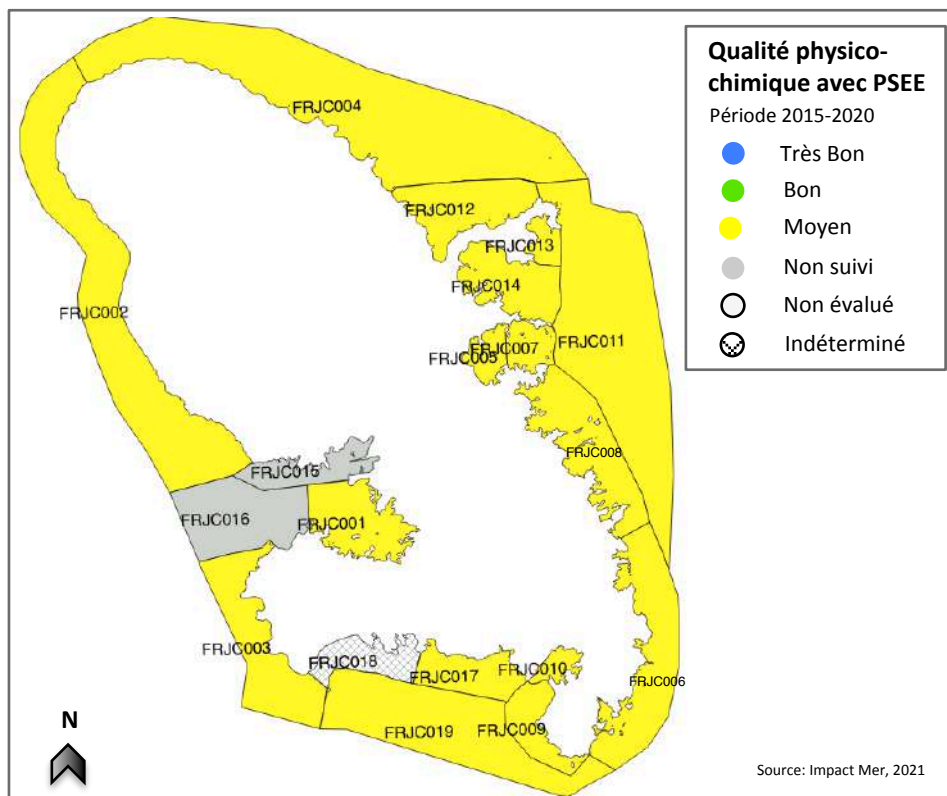 Qualité physico-
chimique avec PSEE
Période 2015-2020
Très Bon
Bon
Moyen
Non suivi
Non évalué
Indéterminé
FRJC004
FRJC012
FRJC013
FRJC014
FRJC002
FRJC007
FRJC005
FRJC011
FRJC008
FRJC015
FRJC016
FRJC001
FRJC003
FRJC018
FRJC017
FRJC010
FRJC006
FRJC019
FRJC009
N
Source: Impact Mer, 2021